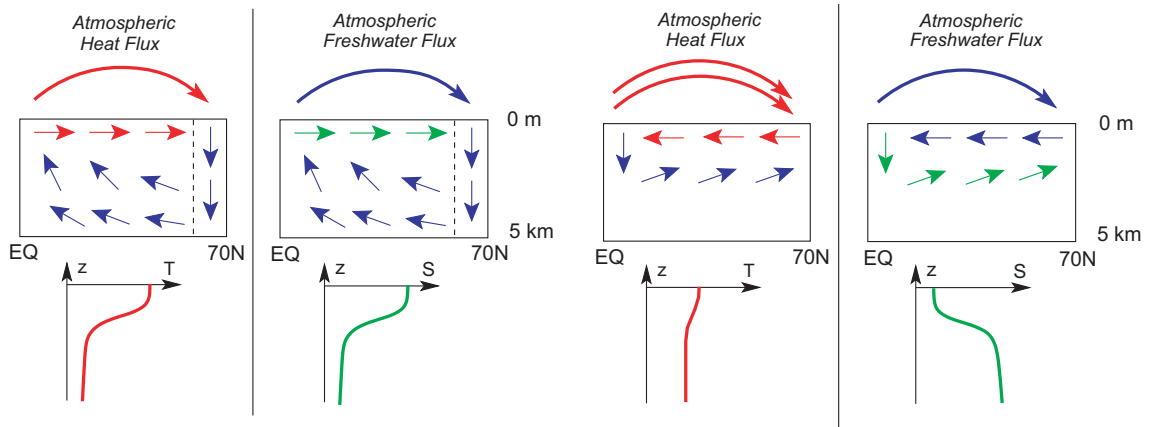 Atmospheric
Heat Flux
Atmospheric
Freshwater Flux
0 m
5 km
EQ
70N
EQ
70N
z
T
z
S
Atmospheric
Heat Flux
Atmospheric
Freshwater Flux
0 m
5 km
EQ
70N
EQ
70N
z
T
z
S